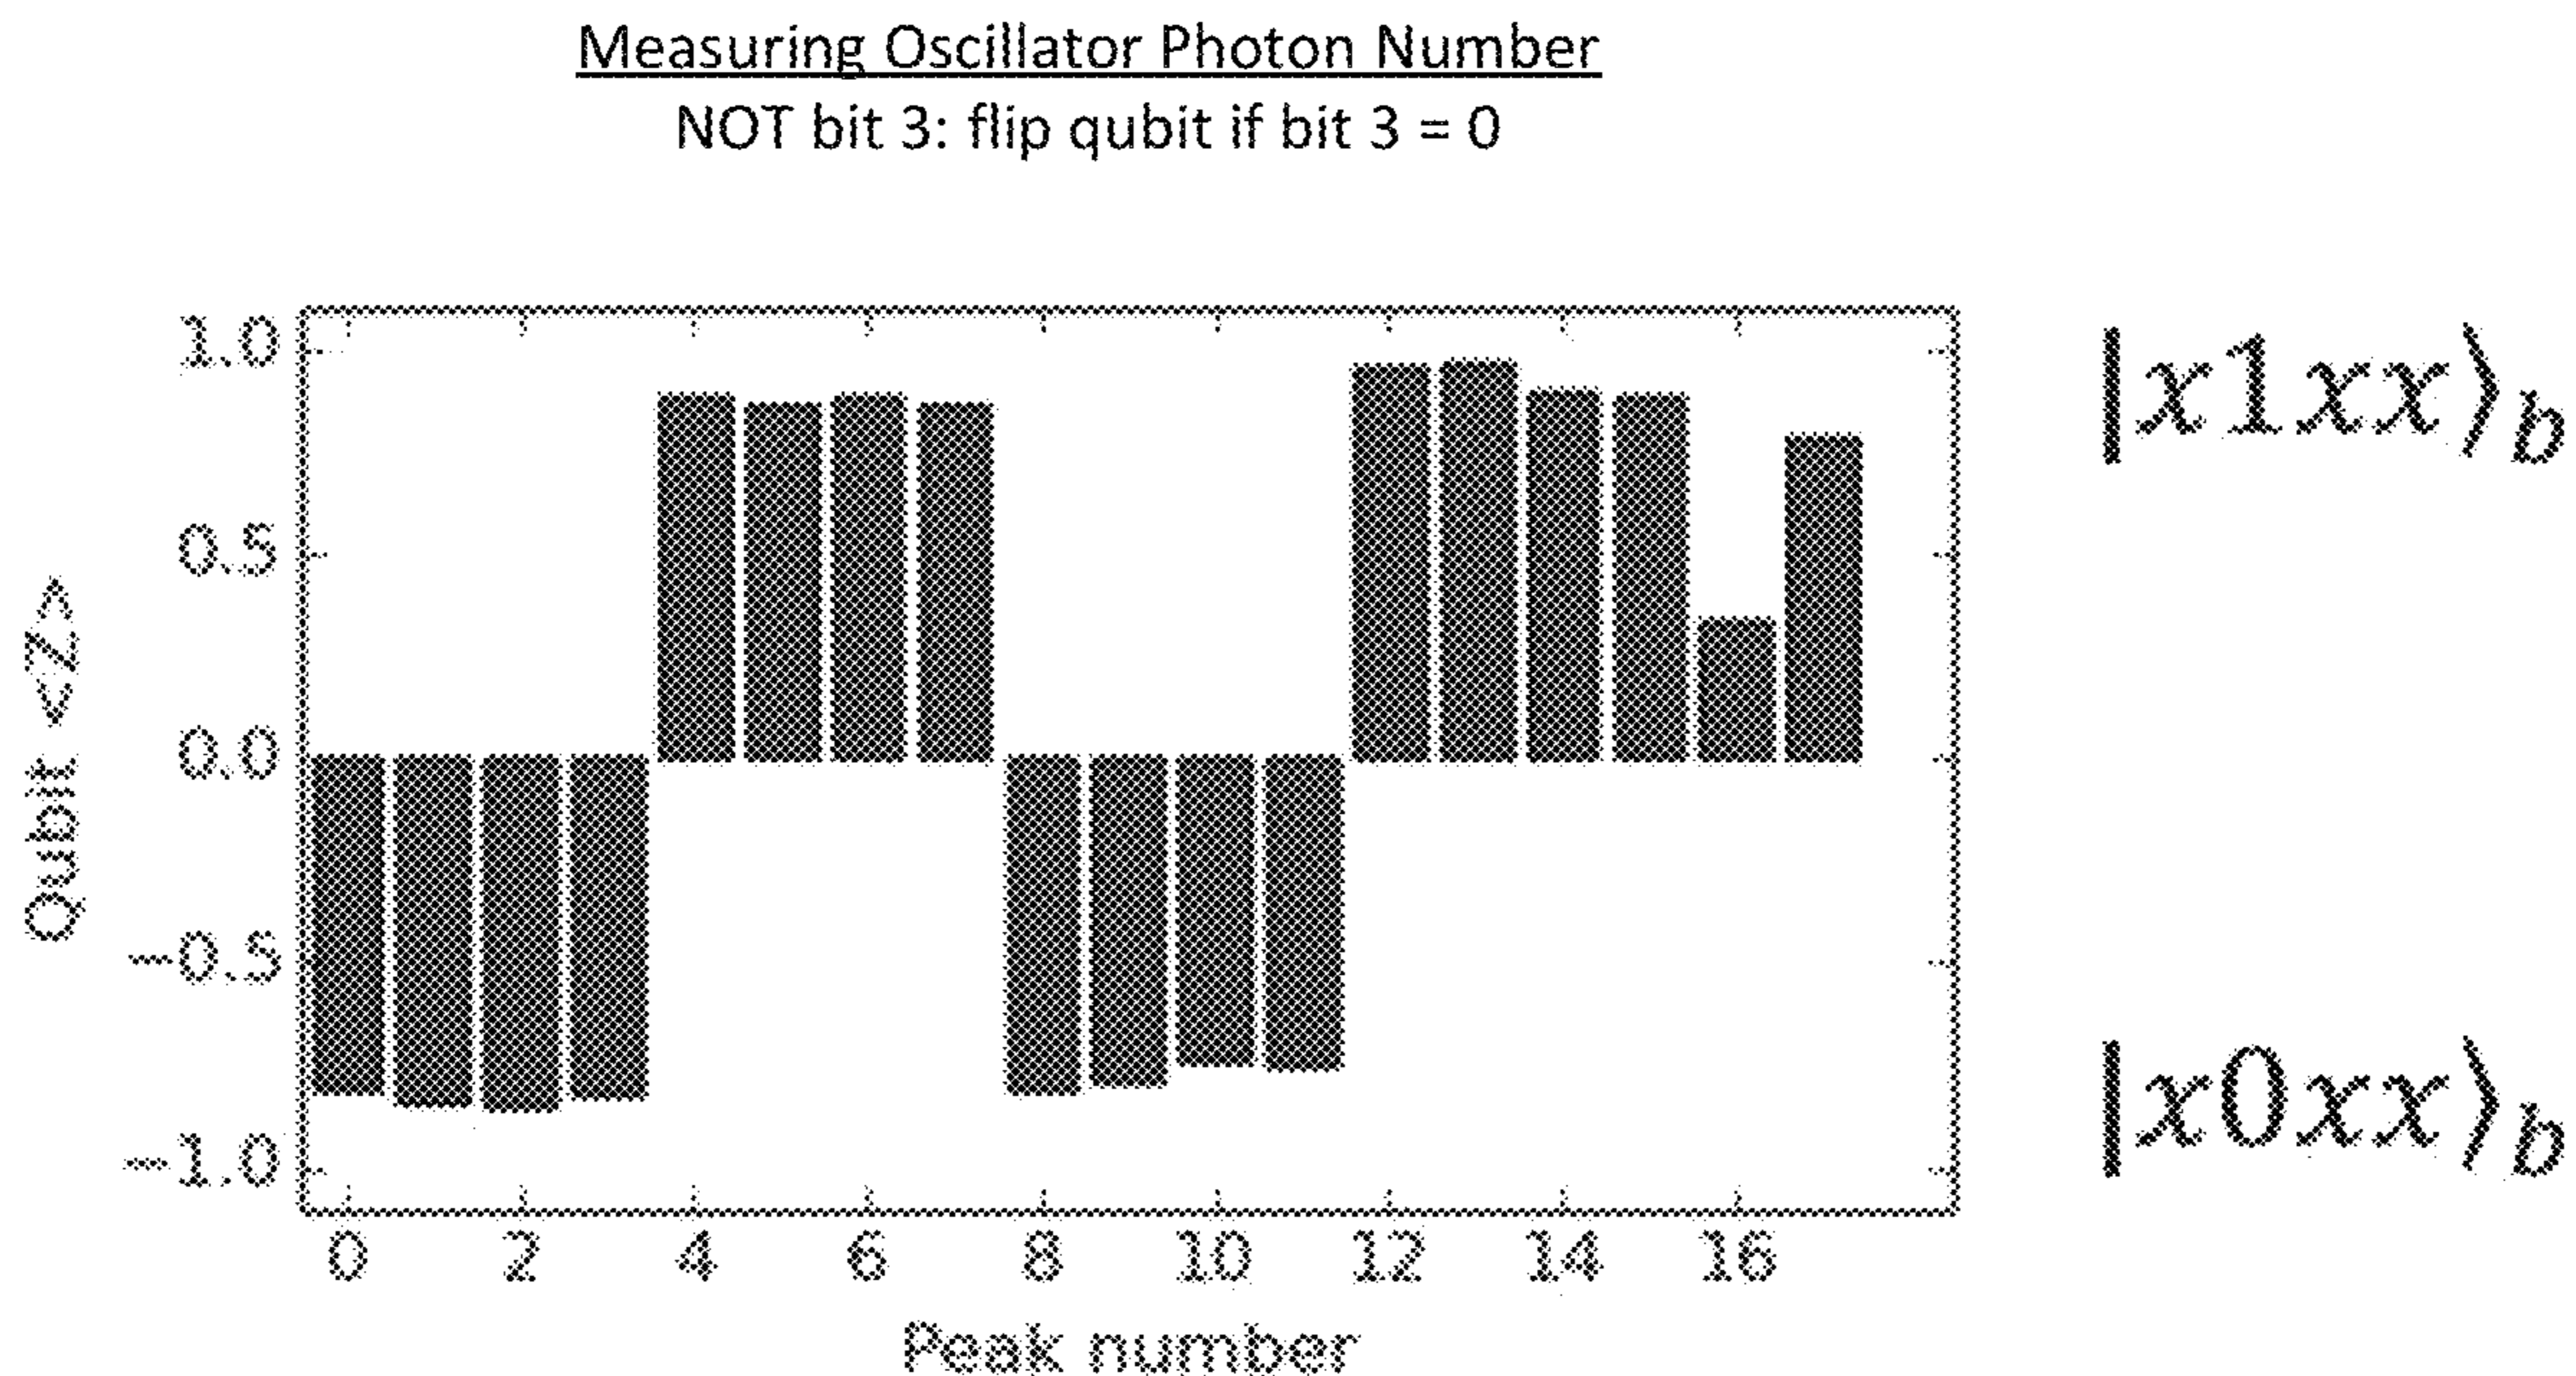 Measuring Oscillator Photon Number
NOT bit 3: flip qubit if bit 3 = 0
1.0
0.5
0.0
−0.5
−1.0
Qubit <Z>
0 2 4 6 8 10 12 14 16
Peak number
|x1xx⟩b
|x0xx⟩b